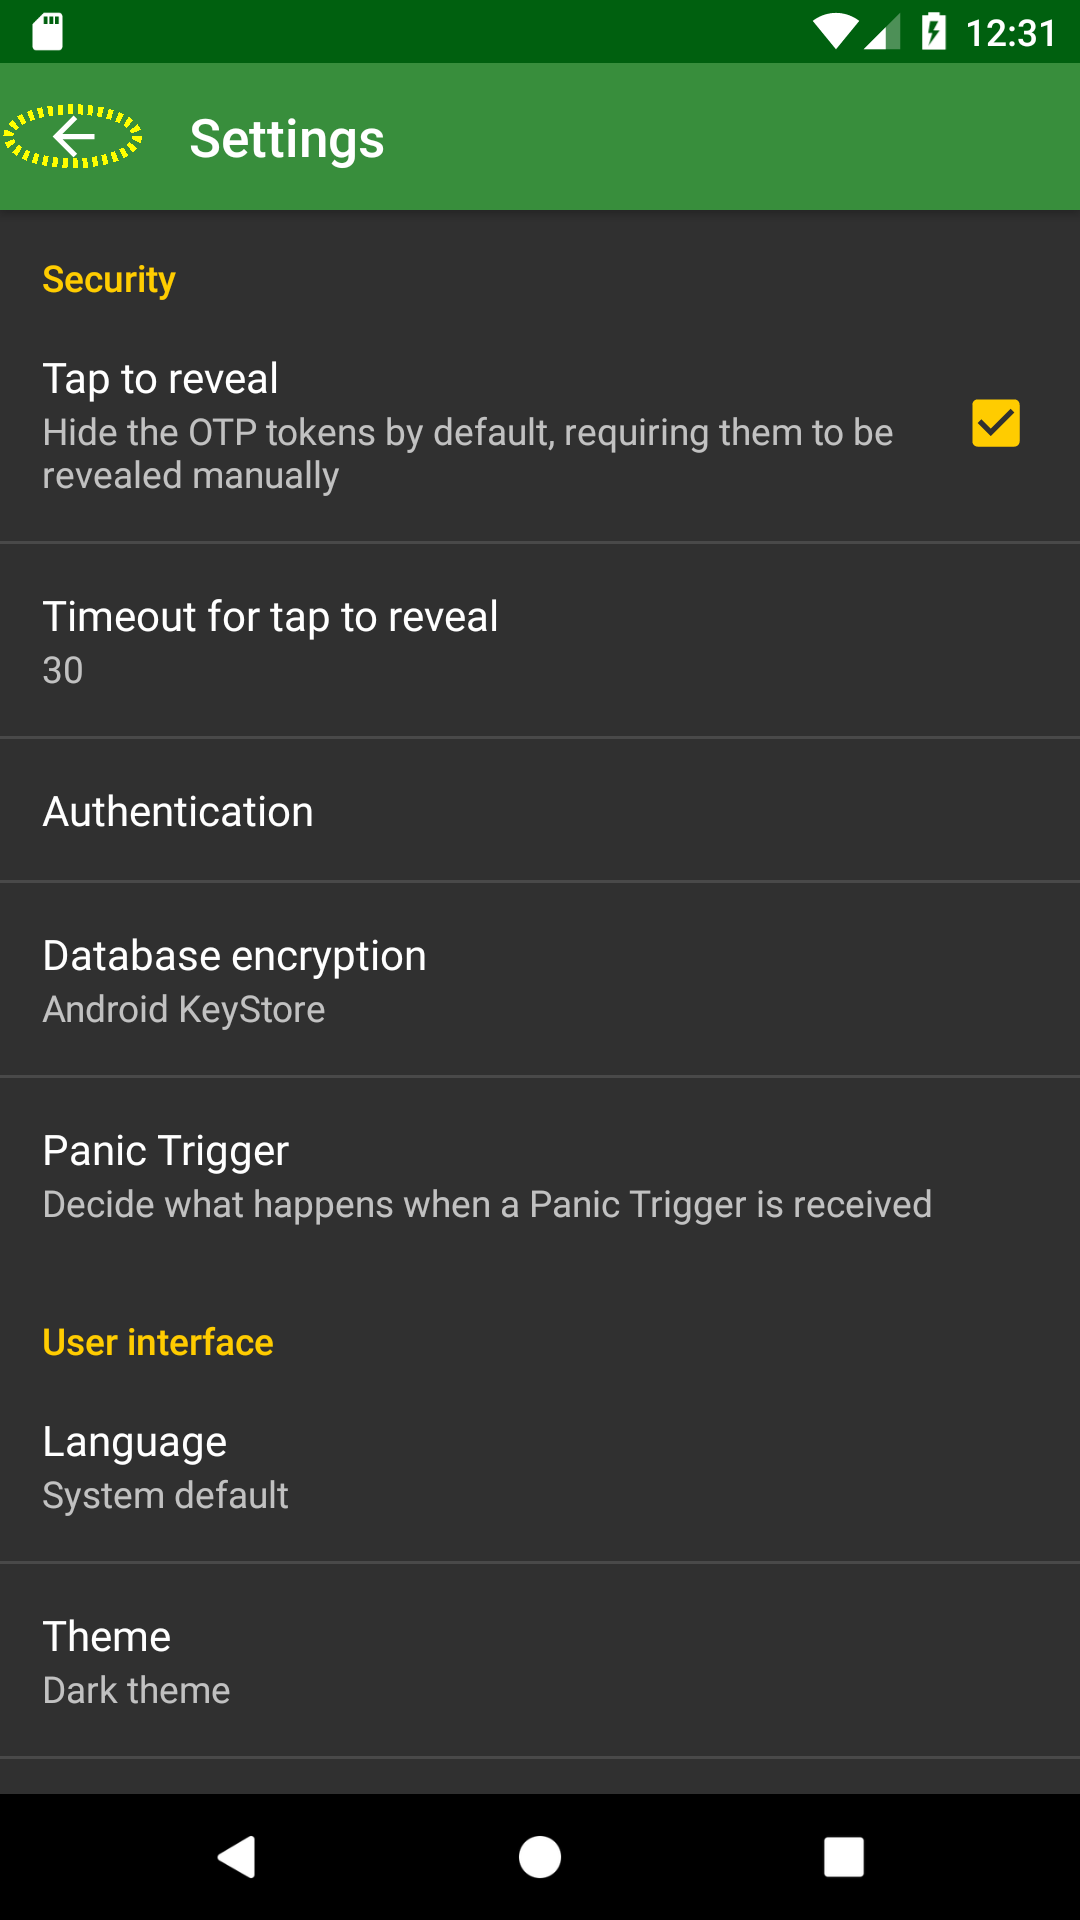 12:31
Settings
Security
Tap to reveal
Hide the OTP tokens by default, requiring them to be
revealed manually
Timeout for tap to reveal
30
Authentication
Database encryption
Android KeyStore
Panic Trigger
Decide what happens when a Panic Trigger is received
User interface
Language
System default
Theme
Dark theme